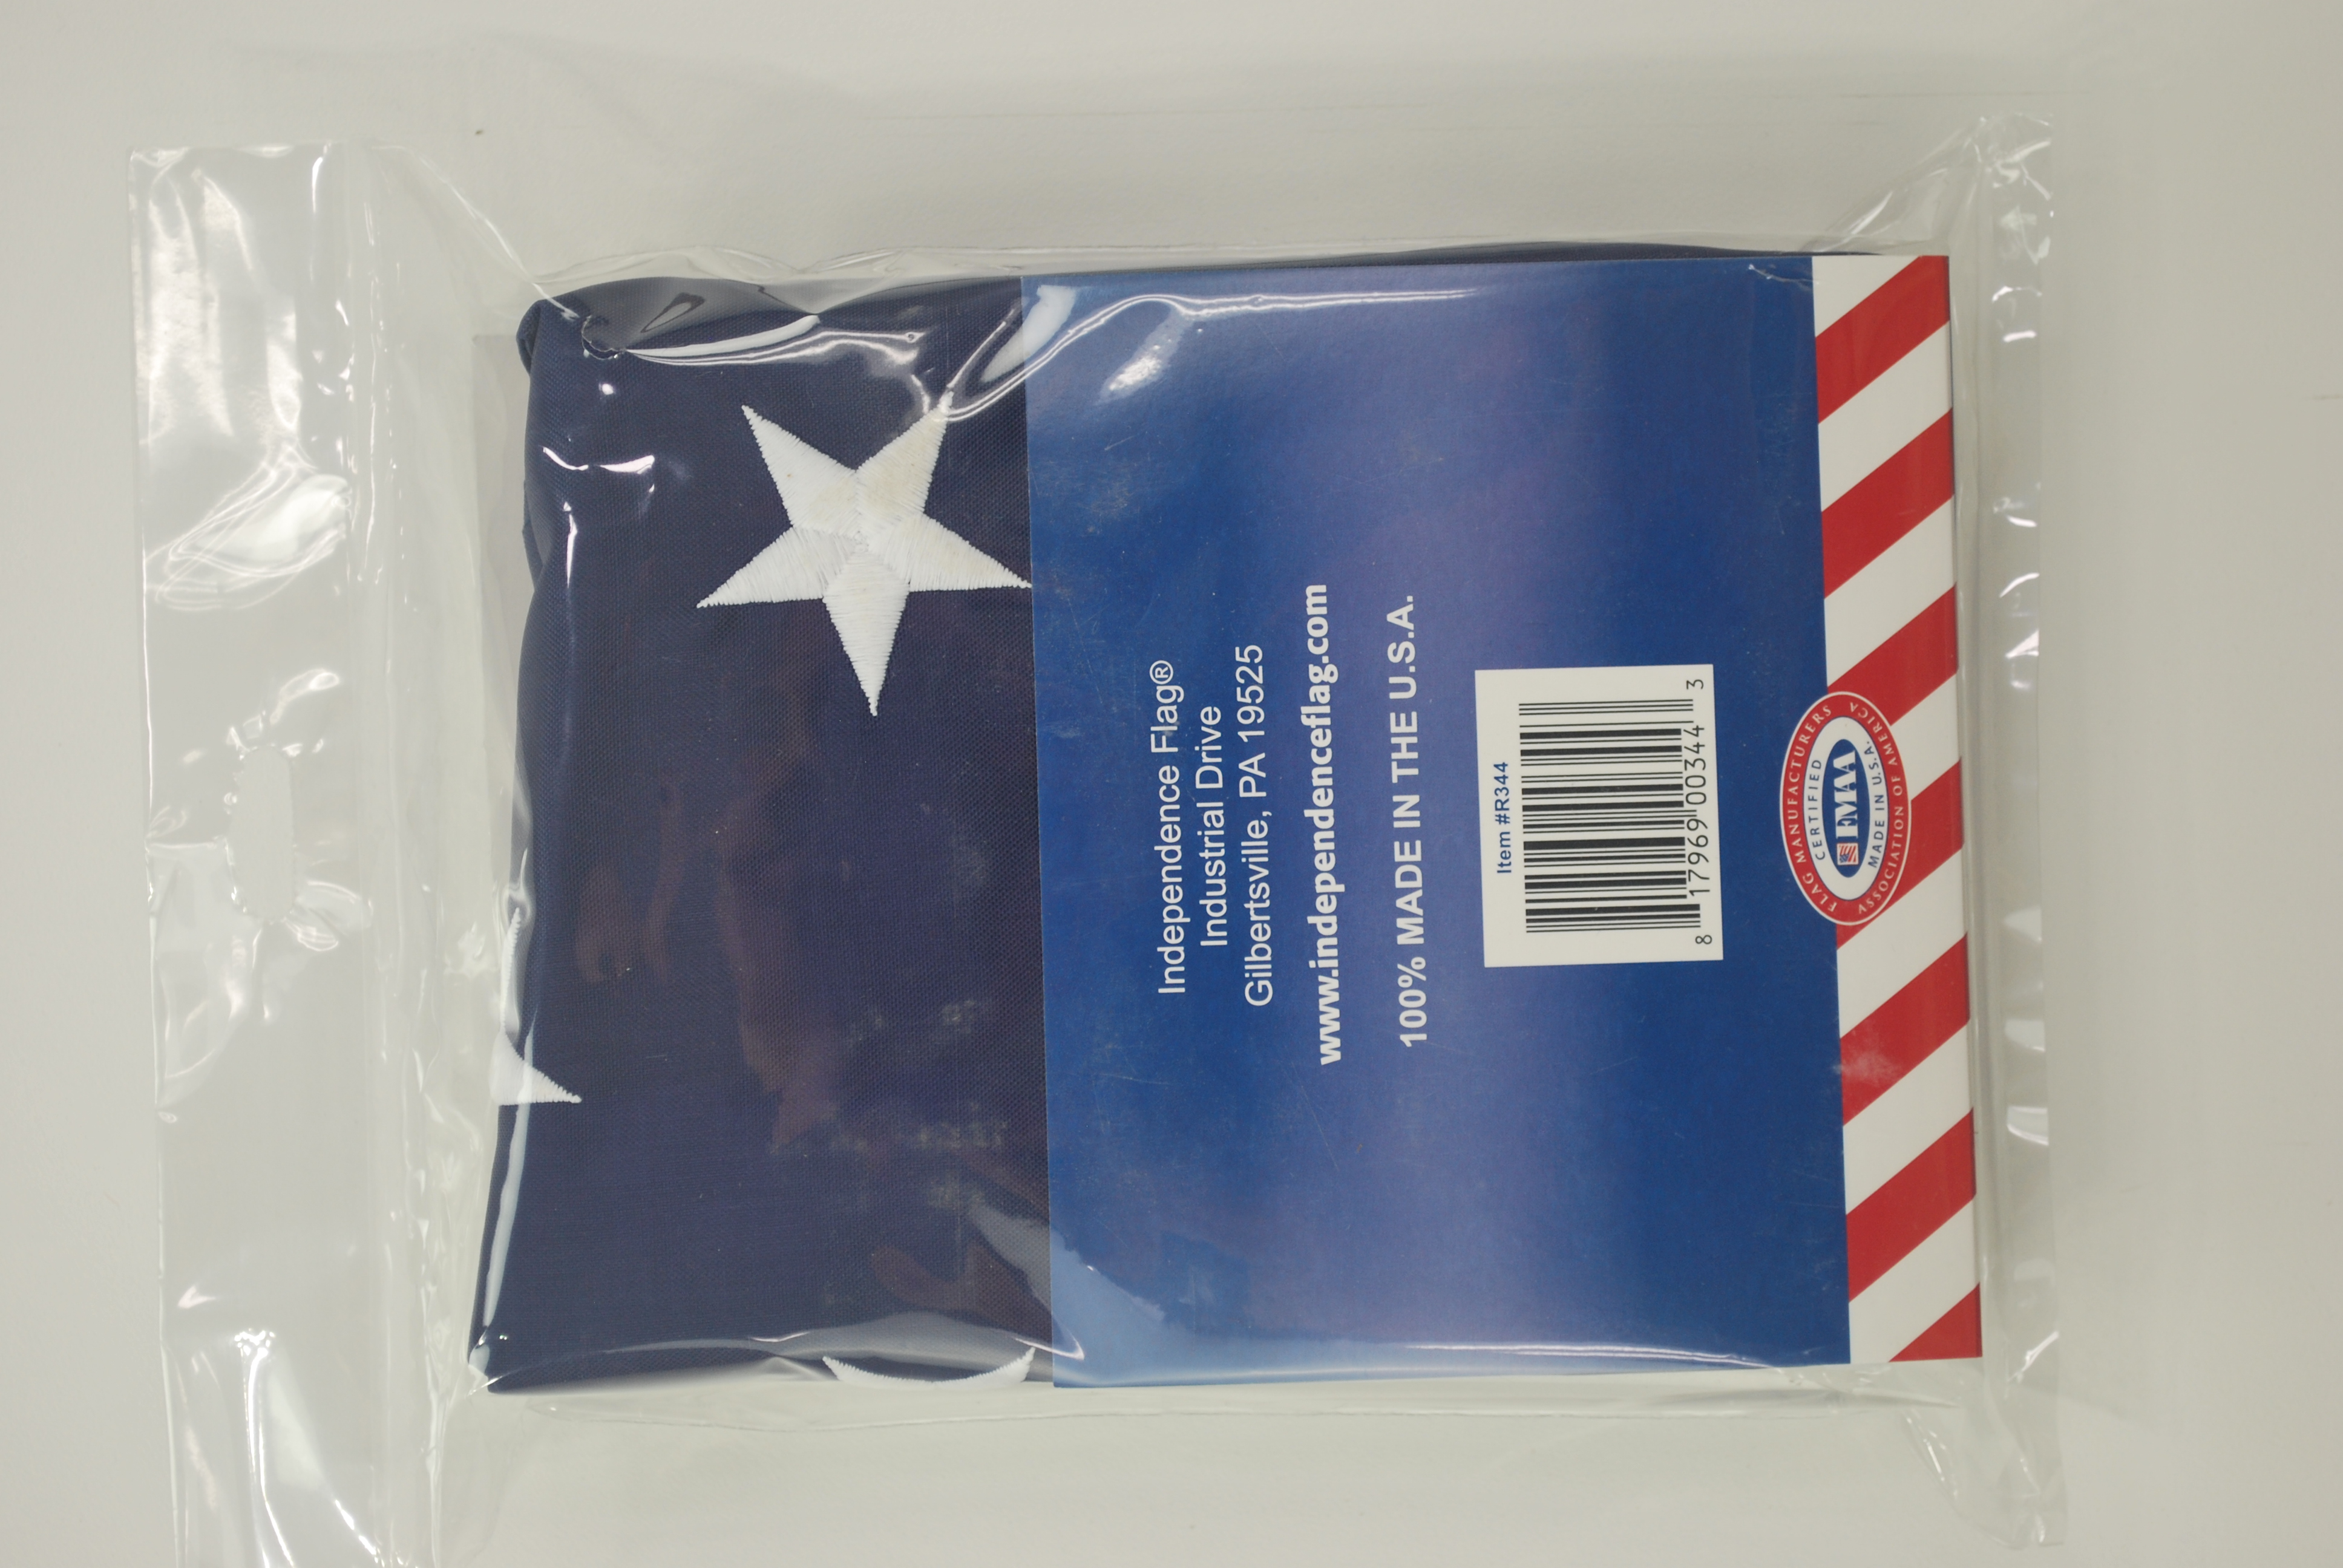 Independence Flag®
Industrial Drive
Gilbertsville, PA 19525
www.independenceflag.com
100% MADE IN THE U.S.A.
Item #R344
8 17969 00344 3
FLAG MANUFACTURERS
ASSOCIATION OF AMERICA
CERTIFIED
FMAA
MADE IN U.S.A.